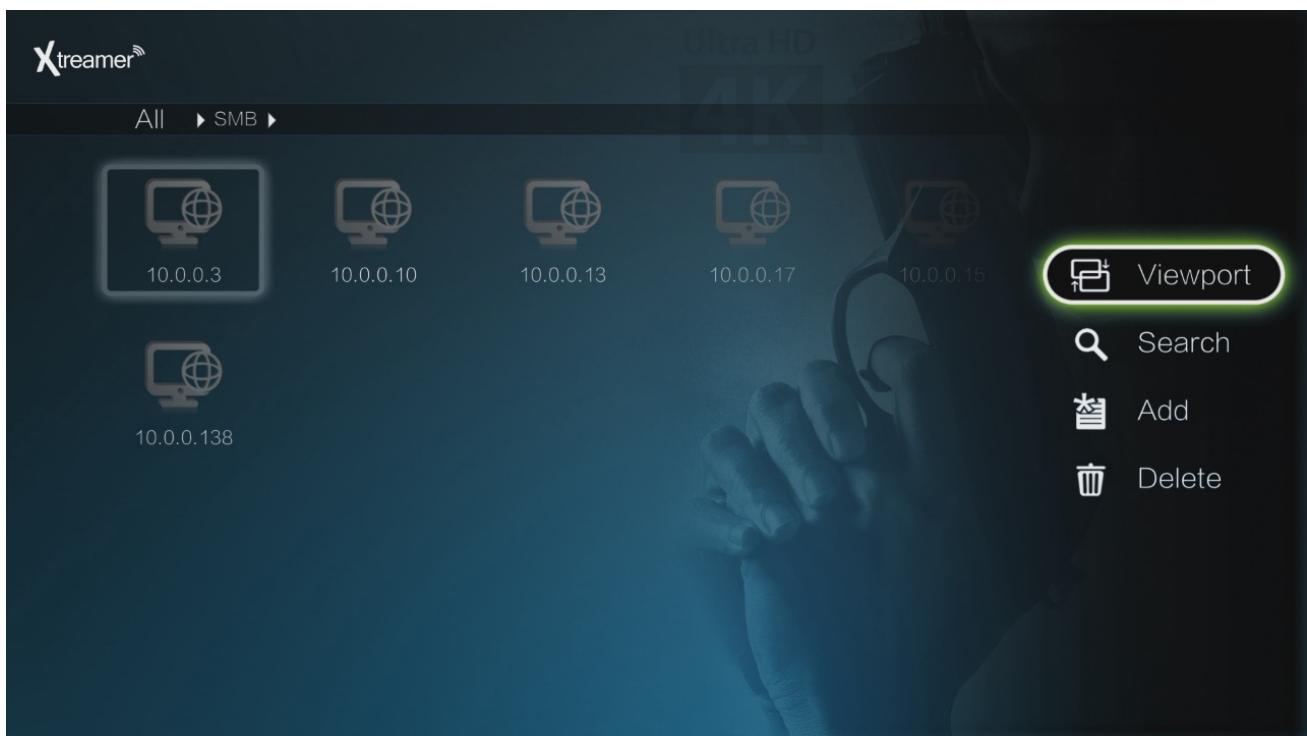 Xtreamer
Ultra HD
4K
All SMB
10.0.0.3
10.0.0.10
10.0.0.13
10.0.0.17
10.0.0.15
10.0.0.138
Viewport
Search
Add
Delete